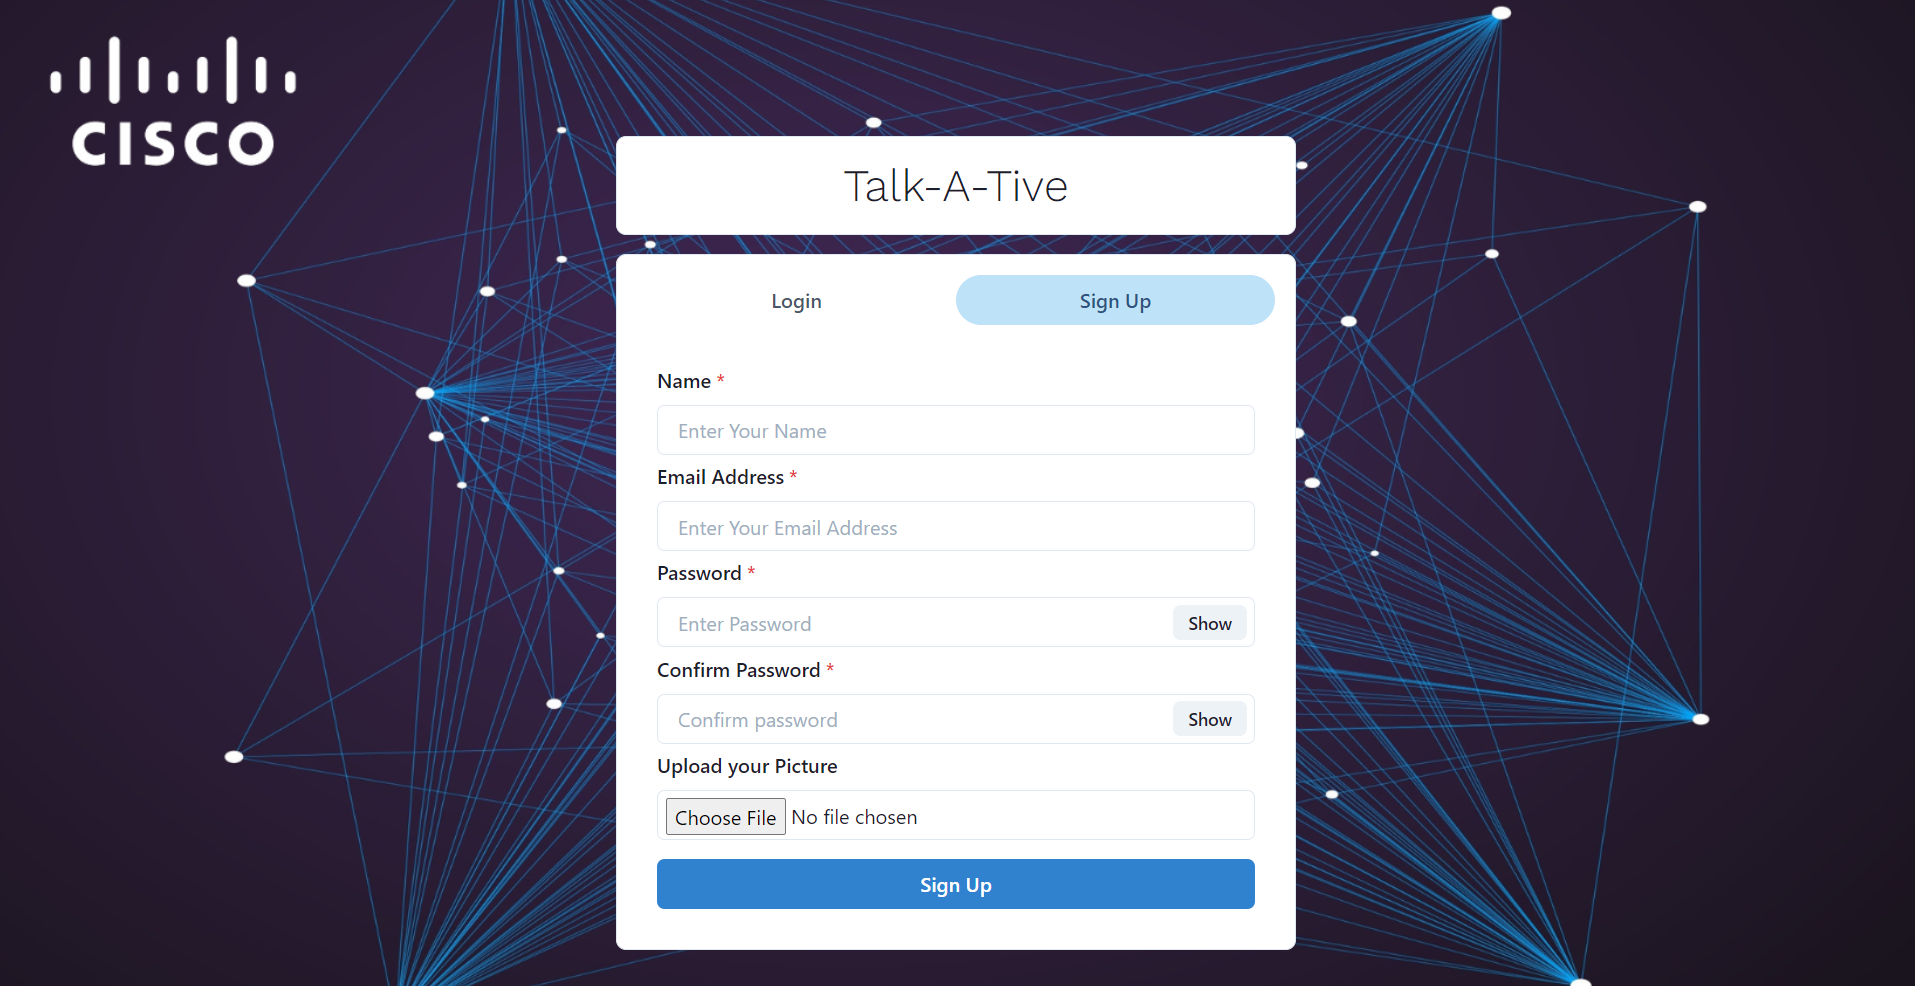 CISCO
Talk-A-Tive
Login
Sign Up
Name *
Enter Your Name
Email Address *
Enter Your Email Address
Password *
Enter Password
Show
Confirm Password *
Confirm password
Show
Upload your Picture
Choose File No file chosen
Sign Up